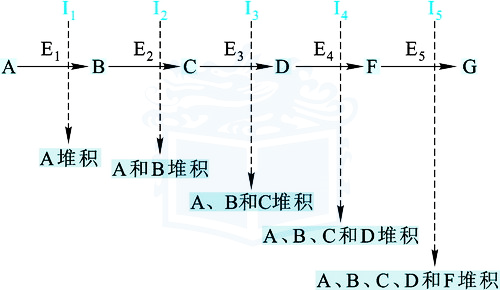 I₁ I₂ I₃ I₄ I₅
E₁ E₂ E₃ E₄ E₅
A B C D F G
A堆积
A和B堆积
A、B和C堆积
A、B、C和D堆积
A、B、C、D和F堆积